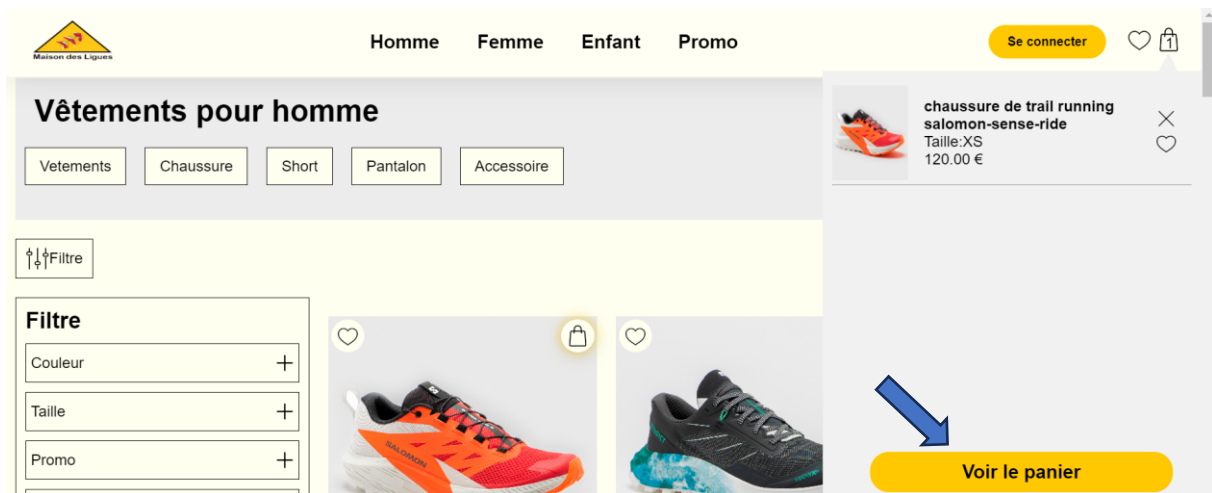 Maison des Ligues
Homme Femme Enfant Promo
Se connecter
1
Vêtements pour homme
Vetements Chaussure Short Pantalon Accessoire
chaussure de trail running
salomon-sense-ride
Taille:XS
120.00 €
Filtre
Filtre
Couleur
Taille
Promo
SALOMON
Voir le panier